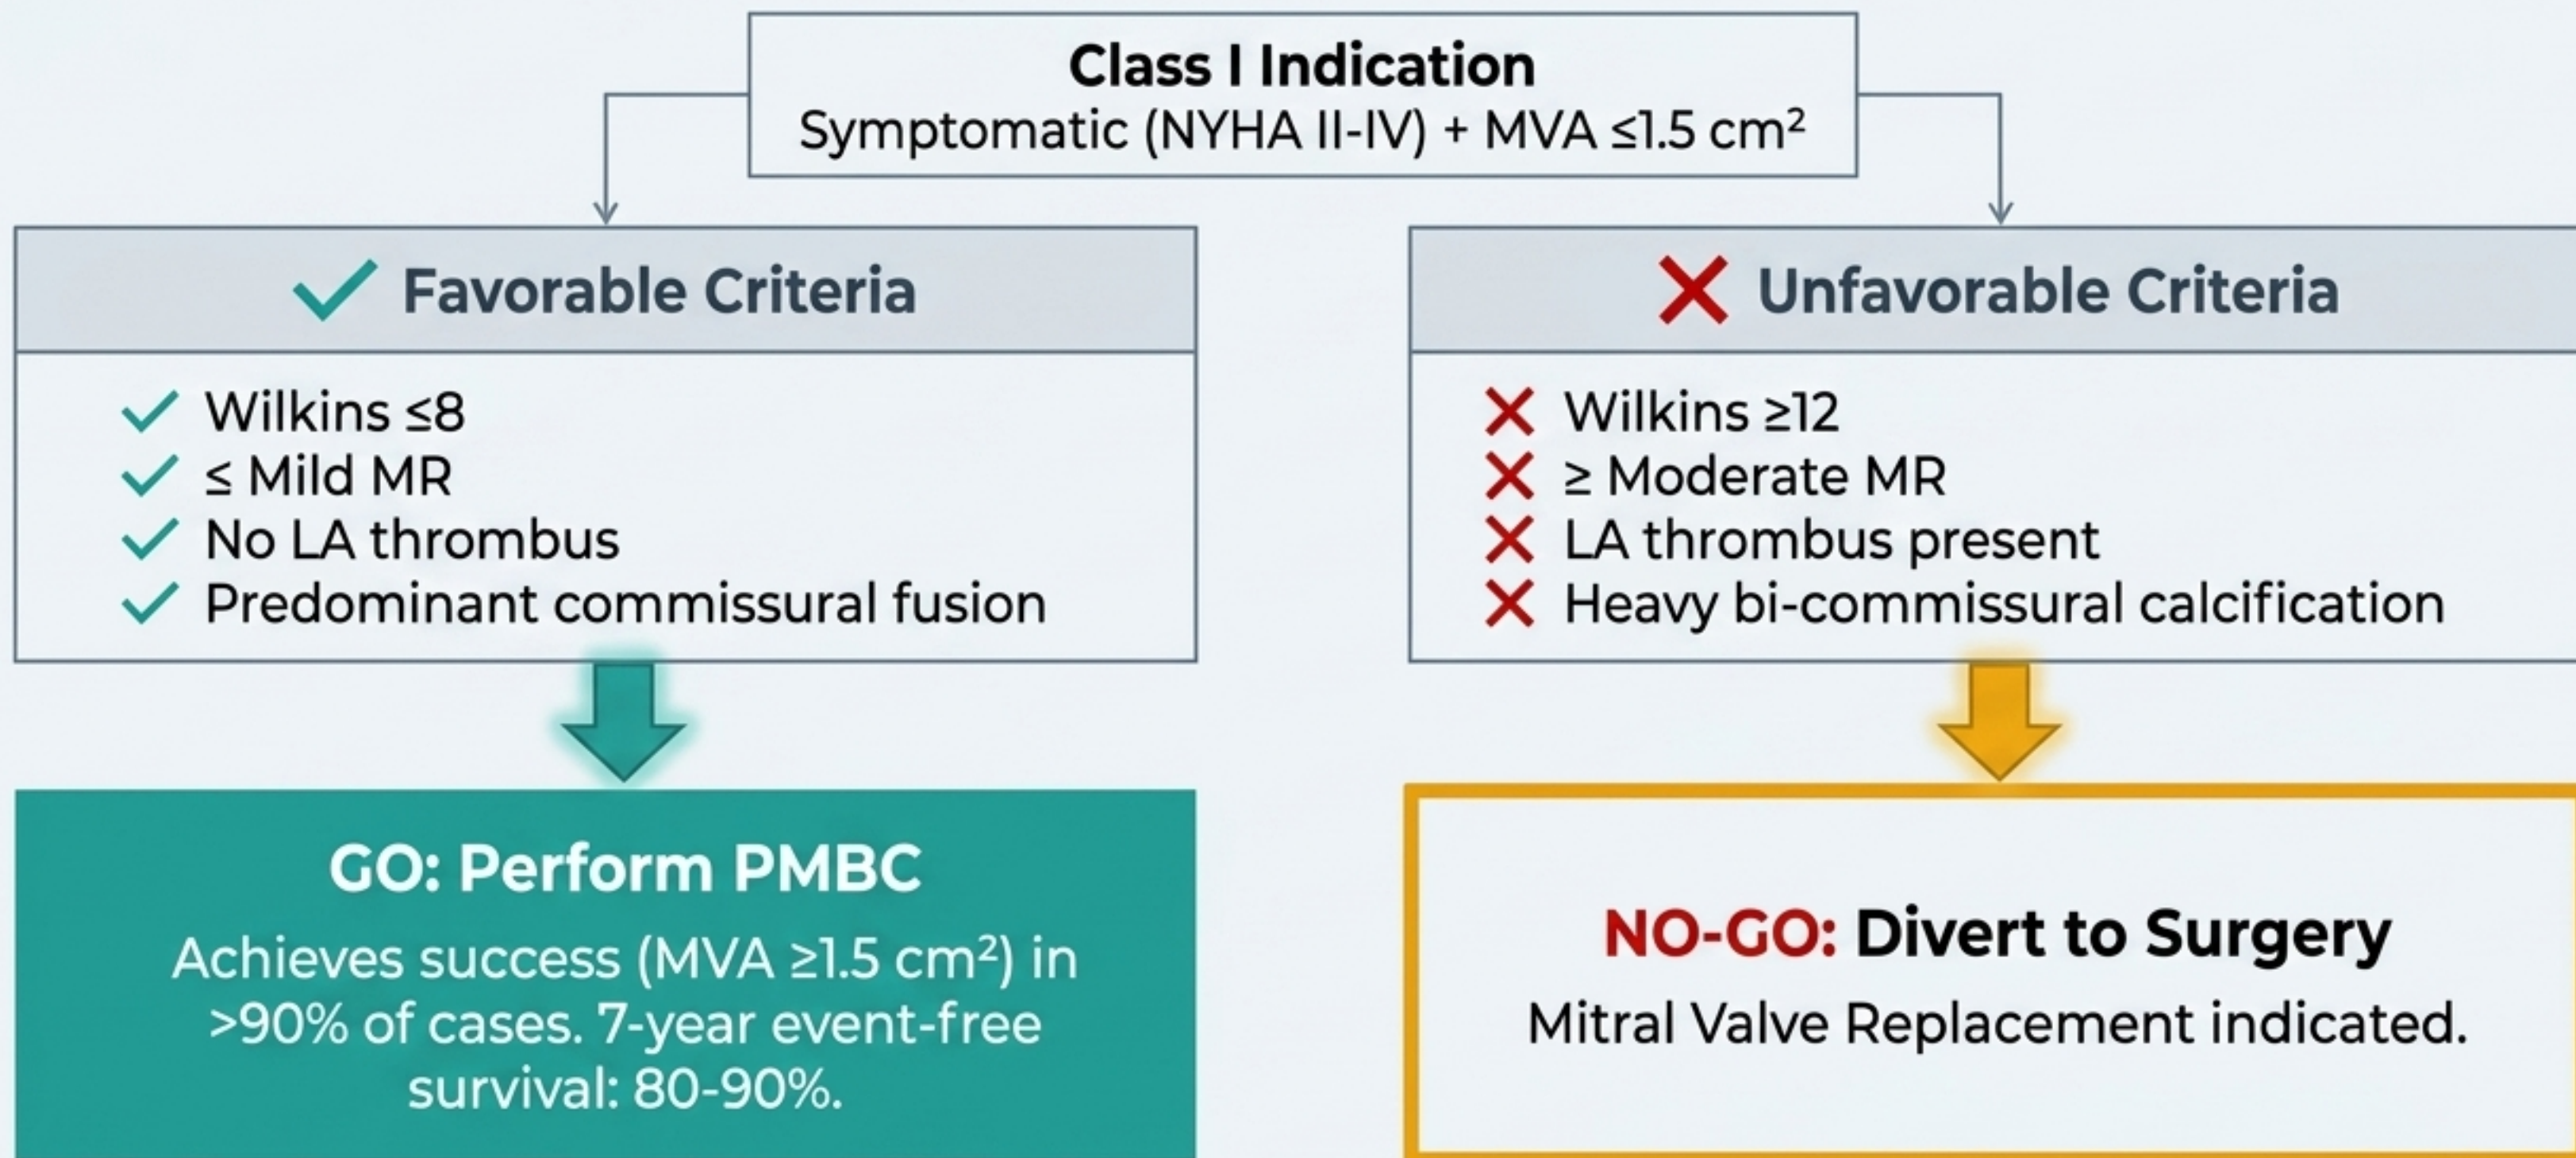 Class I Indication
Symptomatic (NYHA II-IV) + MVA ≤1.5 cm²
Favorable Criteria
Wilkins ≤8
≤ Mild MR
No LA thrombus
Predominant commissural fusion
GO: Perform PMBC
Achieves success (MVA ≥1.5 cm²) in
>90% of cases. 7-year event-free
survival: 80-90%.
Unfavorable Criteria
Wilkins ≥12
≥ Moderate MR
LA thrombus present
Heavy bi-commissural calcification
NO-GO: Divert to Surgery
Mitral Valve Replacement indicated.